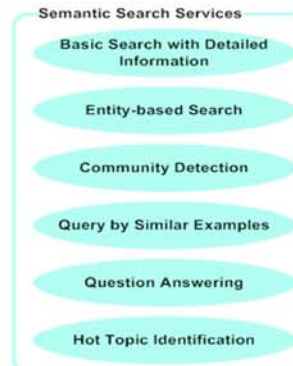 Semantic Search Services
Basic Search with Detailed
Information
Entity-based Search
Community Detection
Query by Similar Examples
Question Answering
Hot Topic Identification